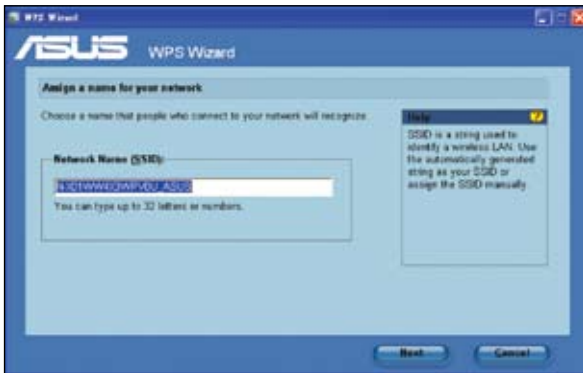 WPS Wizard
ASUS WPS Wizard
Assign a name for your network
Choose a name that people who connect to your network will recognize
Network Name (SSID):
You can type up to 32 letters or numbers.
Help
SSID is a string used to
identify a wireless LAN. Use
the automatically generated
string as your SSID or
assign the SSID manually.
Next
Cancel